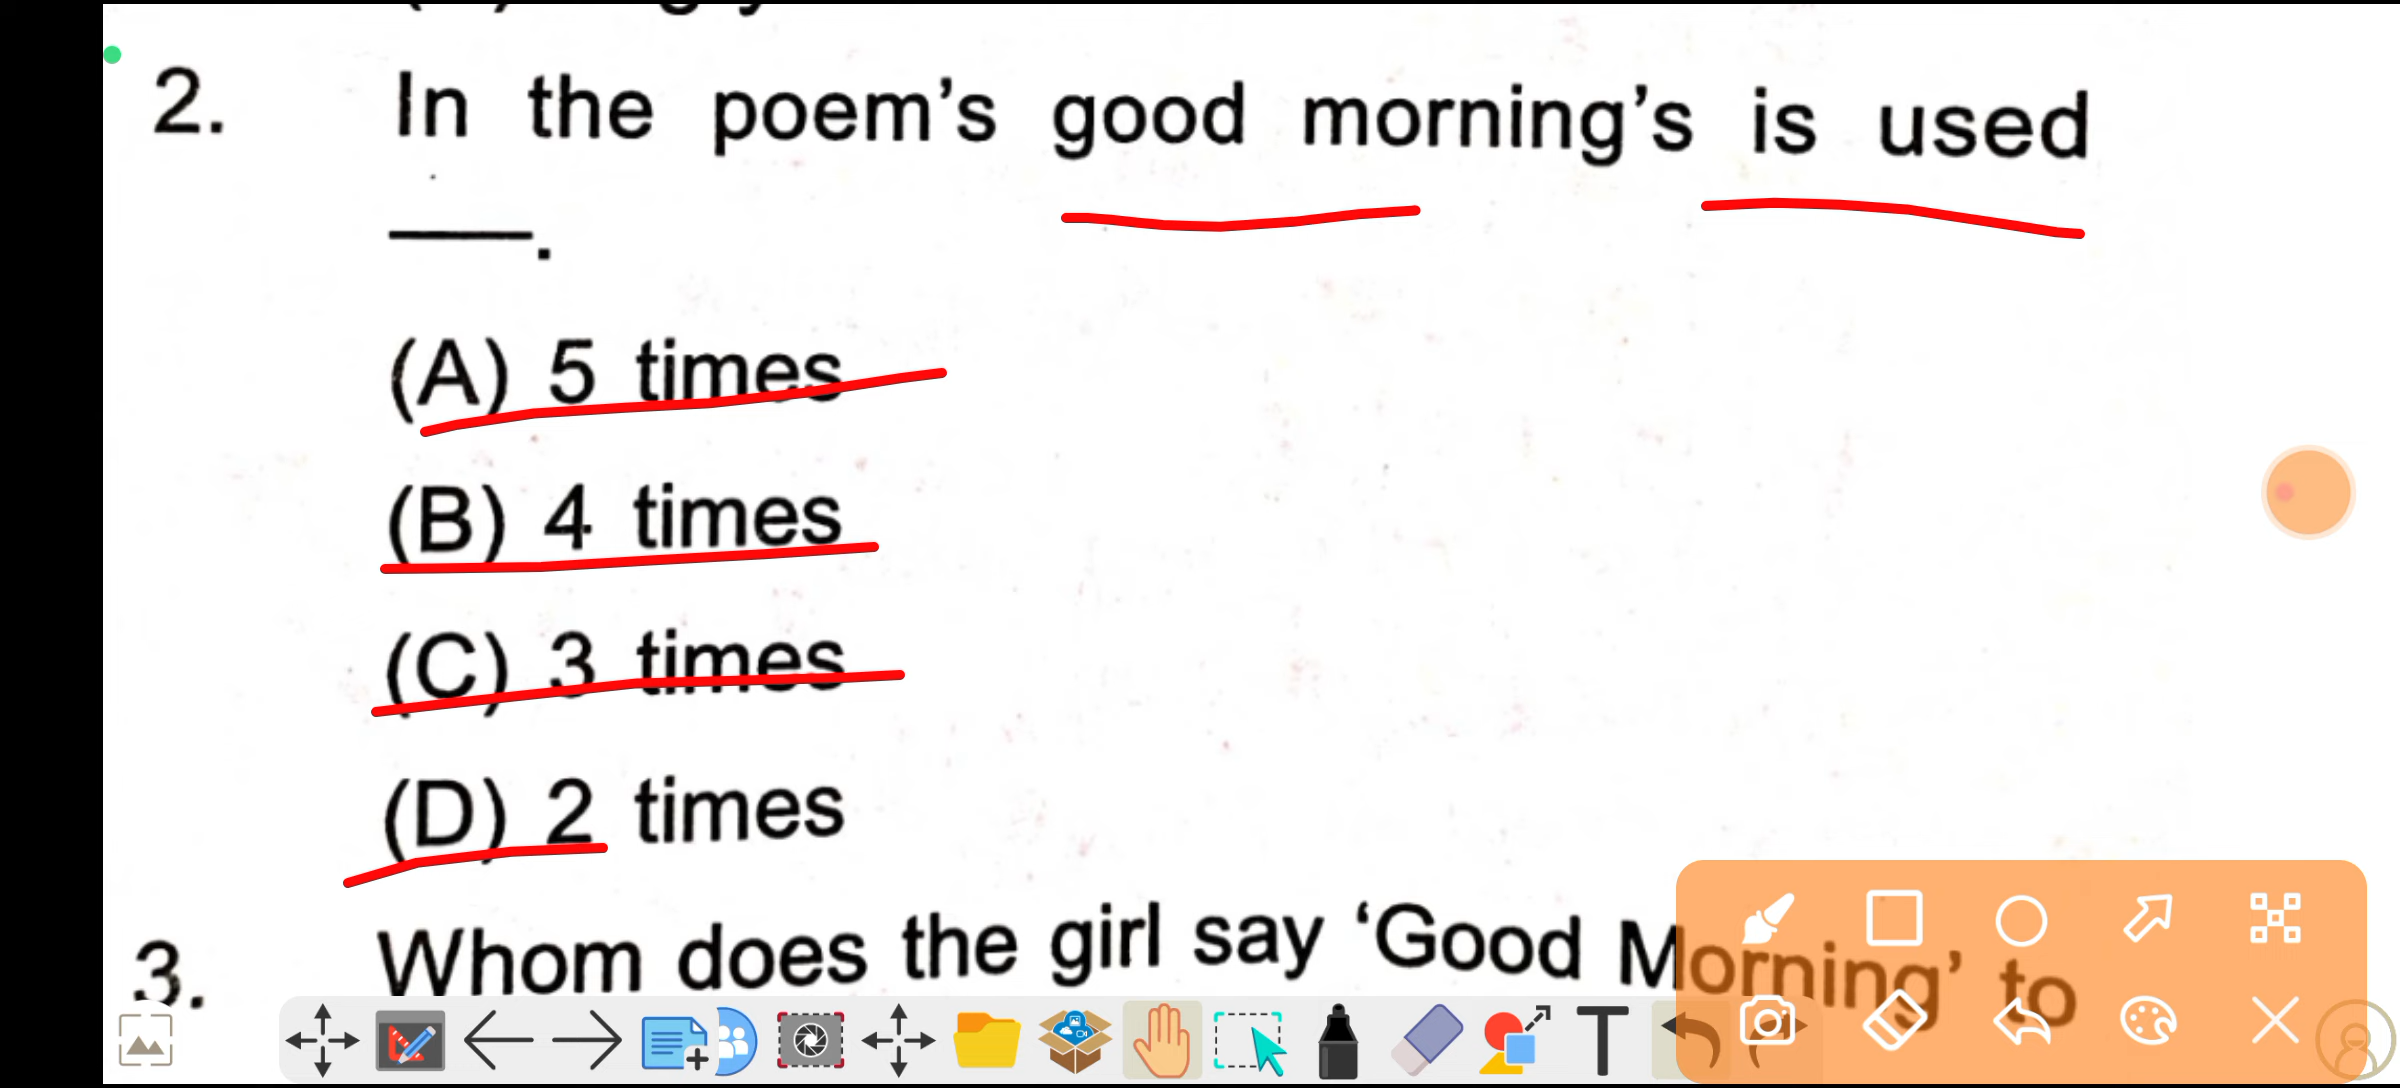 2. In the poem’s good morning’s is used
.
(A) 5 times
(B) 4 times
(C) 3 times
(D) 2 times
3. Whom does the girl say ‘Good Morning’ to